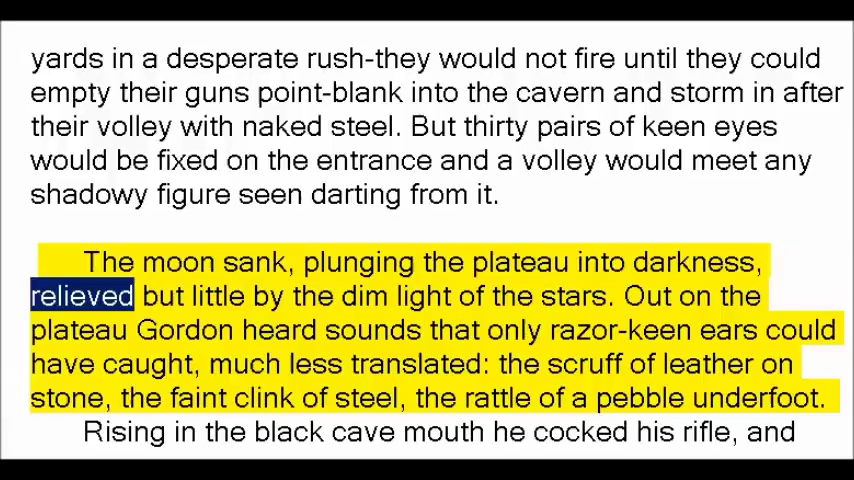 yards in a desperate rush-they would not fire until they could
empty their guns point-blank into the cavern and storm in after
their volley with naked steel. But thirty pairs of keen eyes
would be fixed on the entrance and a volley would meet any
shadowy figure seen darting from it.
The moon sank, plunging the plateau into darkness,
relieved but little by the dim light of the stars. Out on the
plateau Gordon heard sounds that only razor-keen ears could
have caught, much less translated: the scruff of leather on
stone, the faint clink of steel, the rattle of a pebble underfoot.
Rising in the black cave mouth he cocked his rifle, and